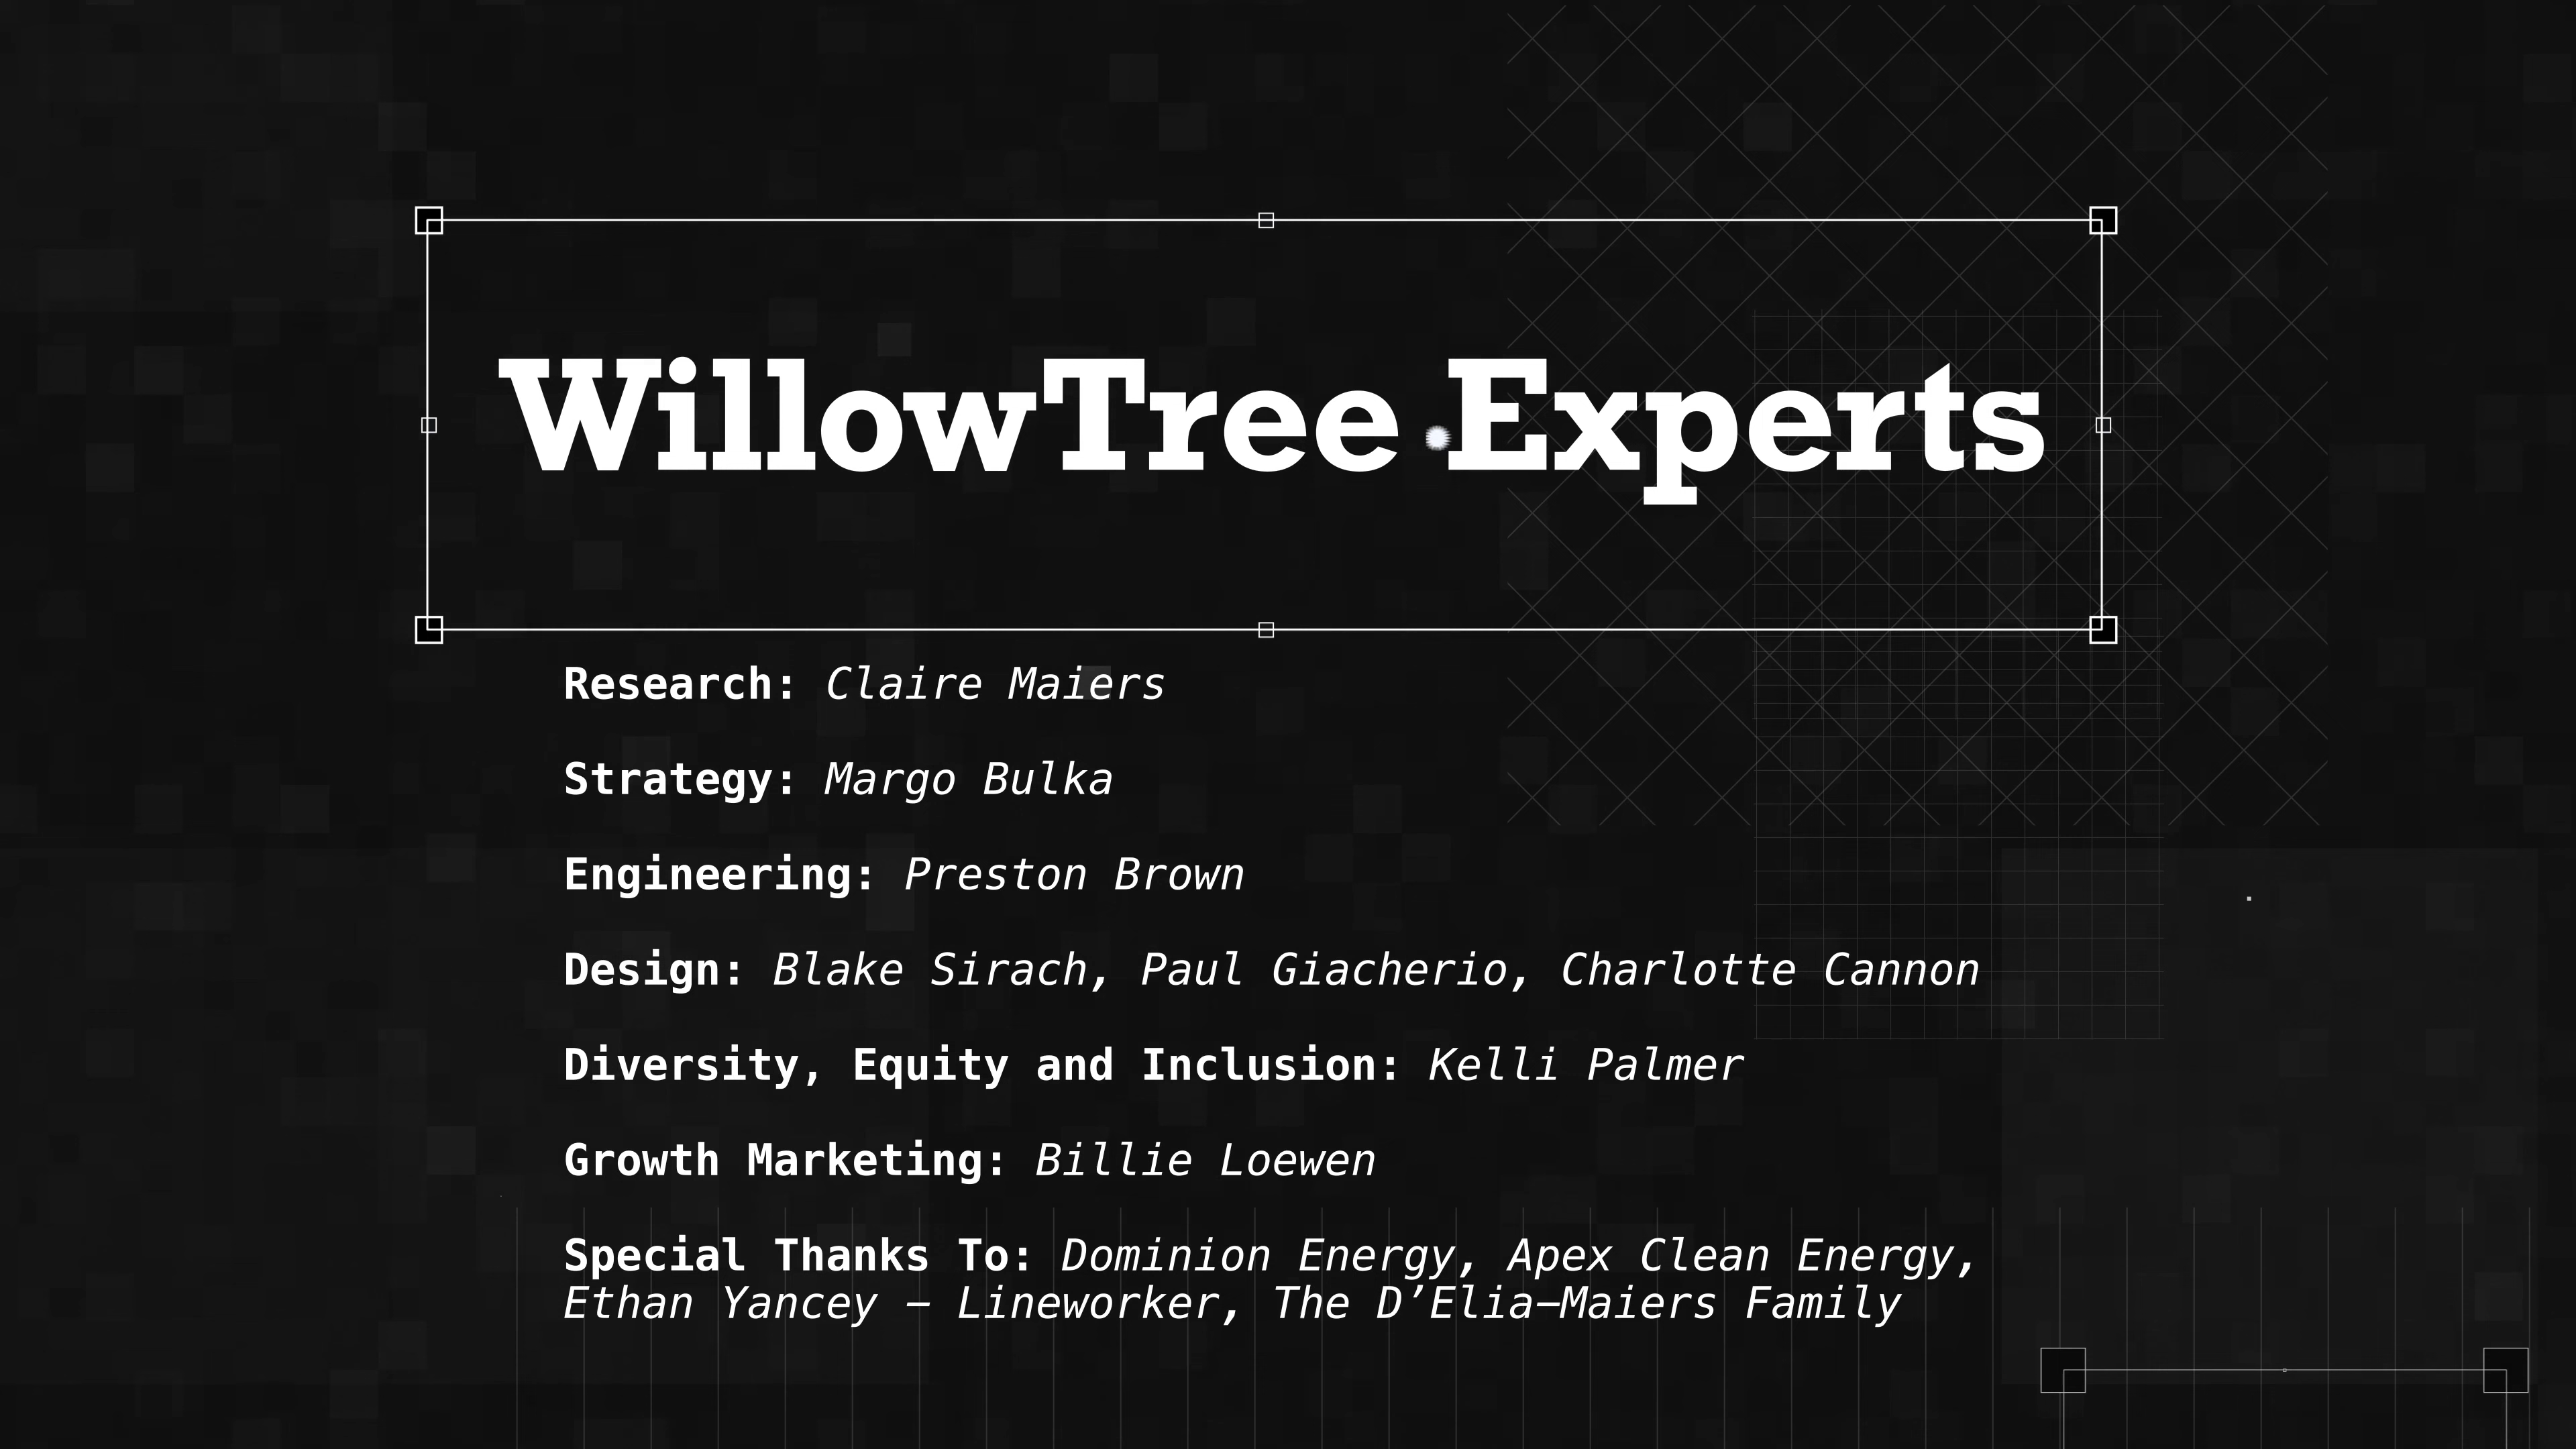 WillowTree Experts
Research: Claire Maiers
Strategy: Margo Bulka
Engineering: Preston Brown
Design: Blake Sirach, Paul Giacherio, Charlotte Cannon
Diversity, Equity and Inclusion: Kelli Palmer
Growth Marketing: Billie Loewen
Special Thanks To: Dominion Energy, Apex Clean Energy,
Ethan Yancey – Lineworker, The D’Elia–Maiers Family